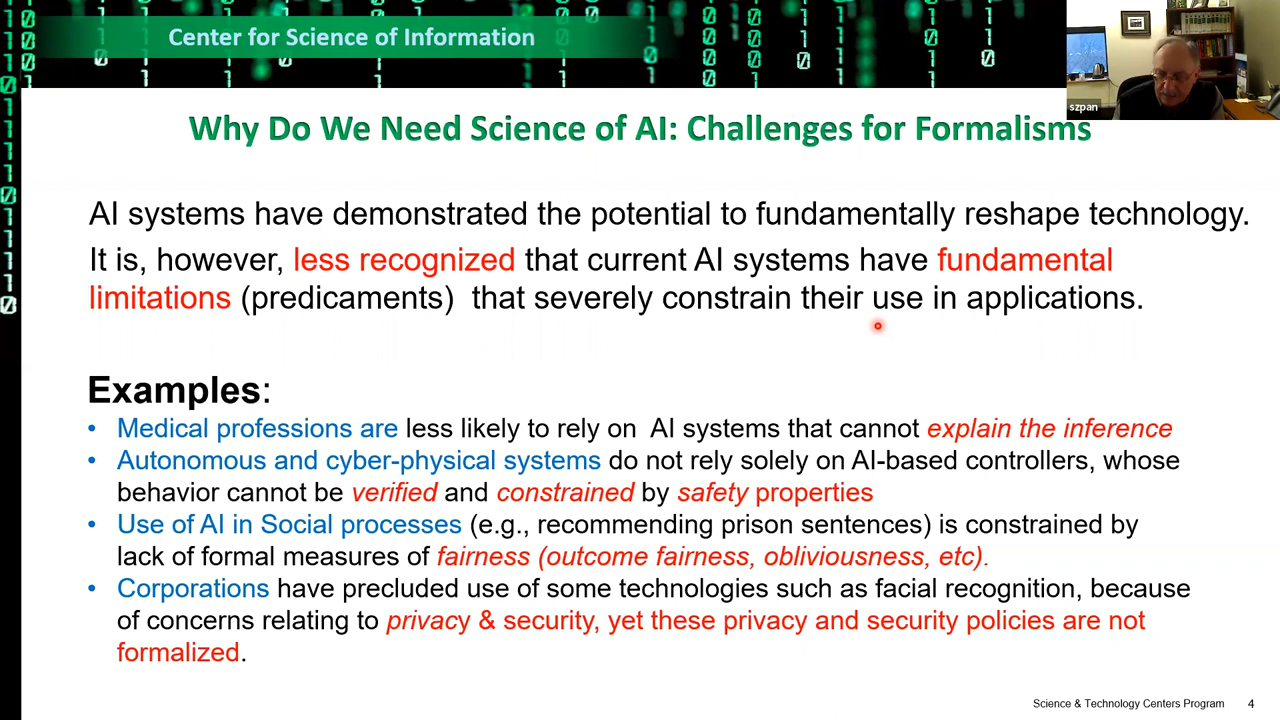 Center for Science of Information
szpan
Why Do We Need Science of AI: Challenges for Formalisms
AI systems have demonstrated the potential to fundamentally reshape technology.
It is, however, less recognized that current AI systems have fundamental
limitations (predicaments) that severely constrain their use in applications.
Examples:
• Medical professions are less likely to rely on AI systems that cannot explain the inference
• Autonomous and cyber-physical systems do not rely solely on AI-based controllers, whose
behavior cannot be verified and constrained by safety properties
• Use of AI in Social processes (e.g., recommending prison sentences) is constrained by
lack of formal measures of fairness (outcome fairness, obliviousness, etc).
• Corporations have precluded use of some technologies such as facial recognition, because
of concerns relating to privacy & security, yet these privacy and security policies are not
formalized.
Science & Technology Centers Program 4